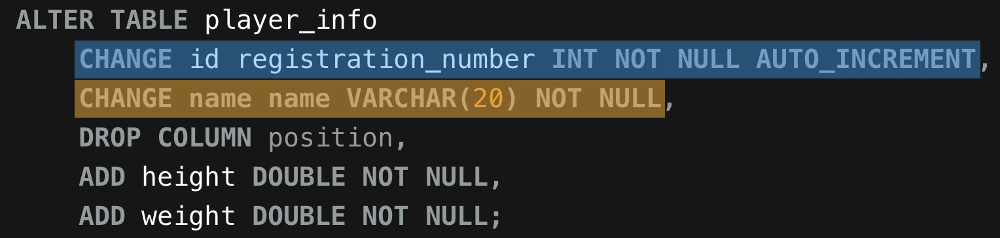 ALTER TABLE player_info
CHANGE id registration_number INT NOT NULL AUTO_INCREMENT,
CHANGE name name VARCHAR(20) NOT NULL,
DROP COLUMN position,
ADD height DOUBLE NOT NULL,
ADD weight DOUBLE NOT NULL;